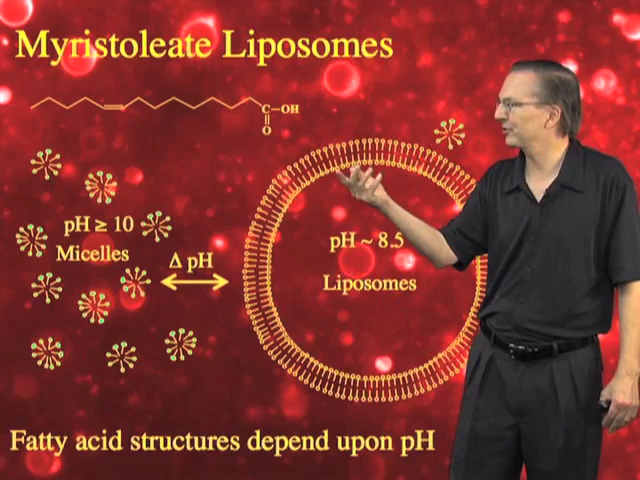 Myristoleate Liposomes
C–OH
O
pH ≥ 10
Micelles
Δ pH
pH ~ 8.5
Liposomes
Fatty acid structures depend upon pH